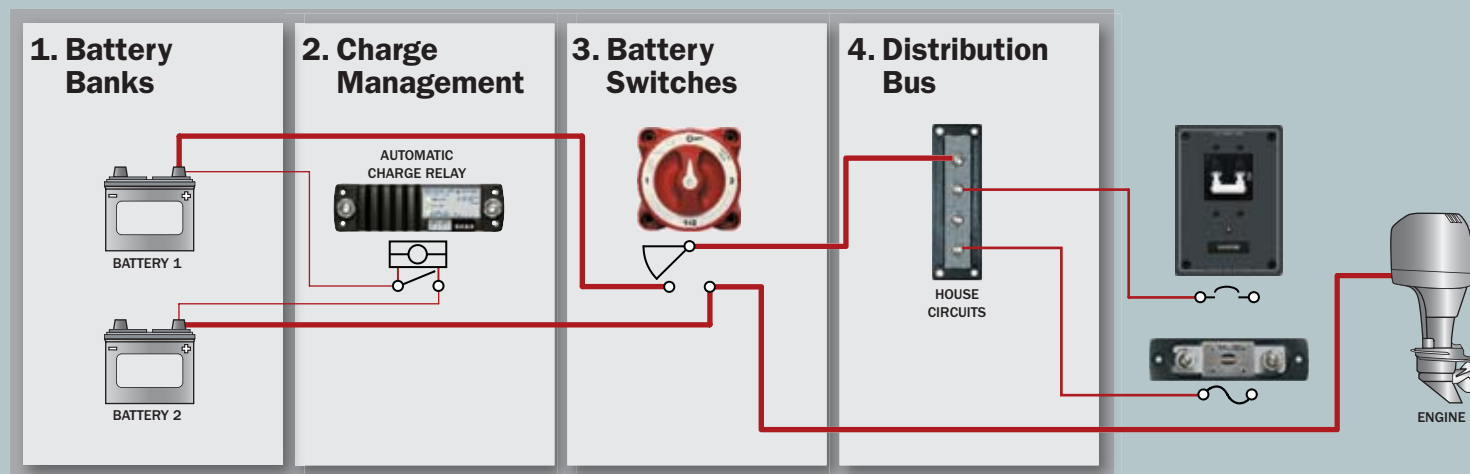 1. Battery
Banks
2. Charge
Management
3. Battery
Switches
4. Distribution
Bus
AUTOMATIC
CHARGE RELAY
BATTERY 1
BATTERY 2
HOUSE
CIRCUITS
ENGINE